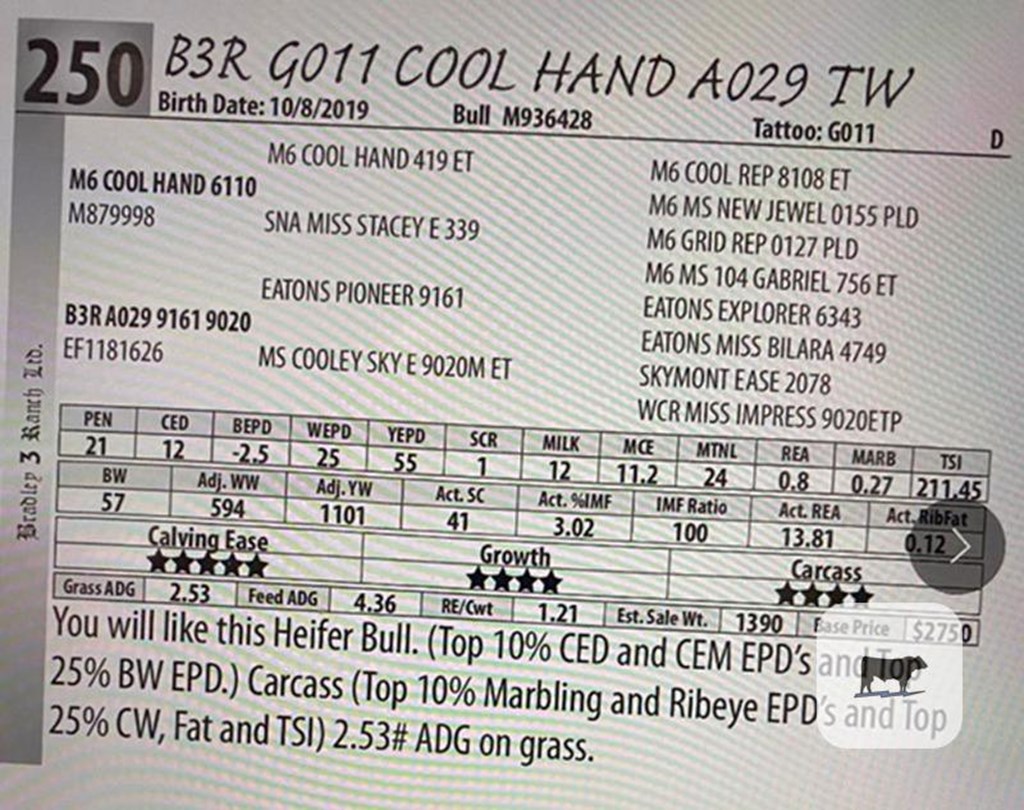 250 B3R G011 COOL HAND A029 TW
Birth Date: 10/8/2019 Bull M936428 Tattoo: G011 D
M6 COOL HAND 419 ET
M6 COOL HAND 6110
M879998
SNA MISS STACEY E 339
EATONS PIONEER 9161
B3R A029 9161 9020
EF1181626
MS COOLEY SKY E 9020M ET
M6 COOL REP 8108 ET
M6 MS NEW JEWEL 0155 PLD
M6 GRID REP 0127 PLD
M6 MS 104 GABRIEL 756 ET
EATONS EXPLORER 6343
EATONS MISS BILARA 4749
SKYMONT EASE 2078
WCR MISS IMPRESS 9020ETP
Bradley 3 Ranch Ltd.
PEN CED BEPD WEPD YEPD SCR MILK MCE MTNL REA MARB TSI
21 12 -2.5 25 55 1 12 11.2 24 0.8 0.27 211.45
BW Adj. WW Adj. YW Act. SC Act. %IMF IMF Ratio Act. REA Act. RibFat
57 594 1101 41 3.02 100 13.81 0.12
Calving Ease Growth Carcass
★★★★★ ★★★★ ★★★★
Grass ADG 2.53 Feed ADG 4.36 RE/Cwt 1.21 Est. Sale Wt. 1390 Base Price $2750
You will like this Heifer Bull. (Top 10% CED and CEM EPD's and Top
25% BW EPD.) Carcass (Top 10% Marbling and Ribeye EPD's and Top
25% CW, Fat and TSI) 2.53# ADG on grass.